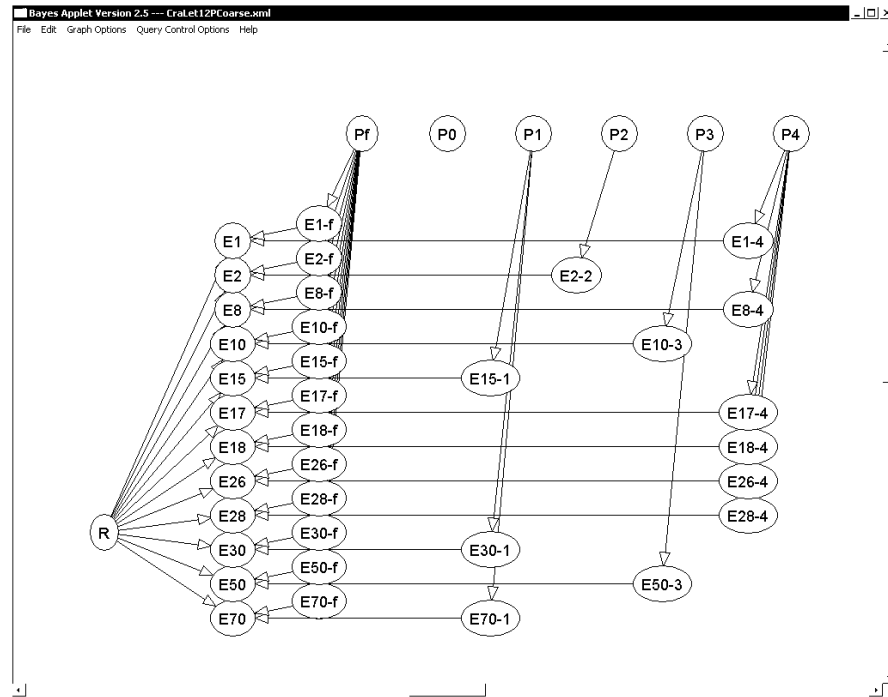 Bayes Applet Version 2.5 --- CraLet12PCoarse.xml
File Edit Graph Options Query Control Options Help
Pf P0 P1 P2 P3 P4
E1-f
E1 E1-4
E2-f
E2 E2-2
E8-f
E8 E8-4
E10-f
E10 E10-3
E15-f
E15 E15-1
E17-f
E17 E17-4
E18-f
E18 E18-4
E26-f
E26 E26-4
E28-f
E28 E28-4
R
E30-f
E30 E30-1
E50-f
E50 E50-3
E70-f
E70 E70-1